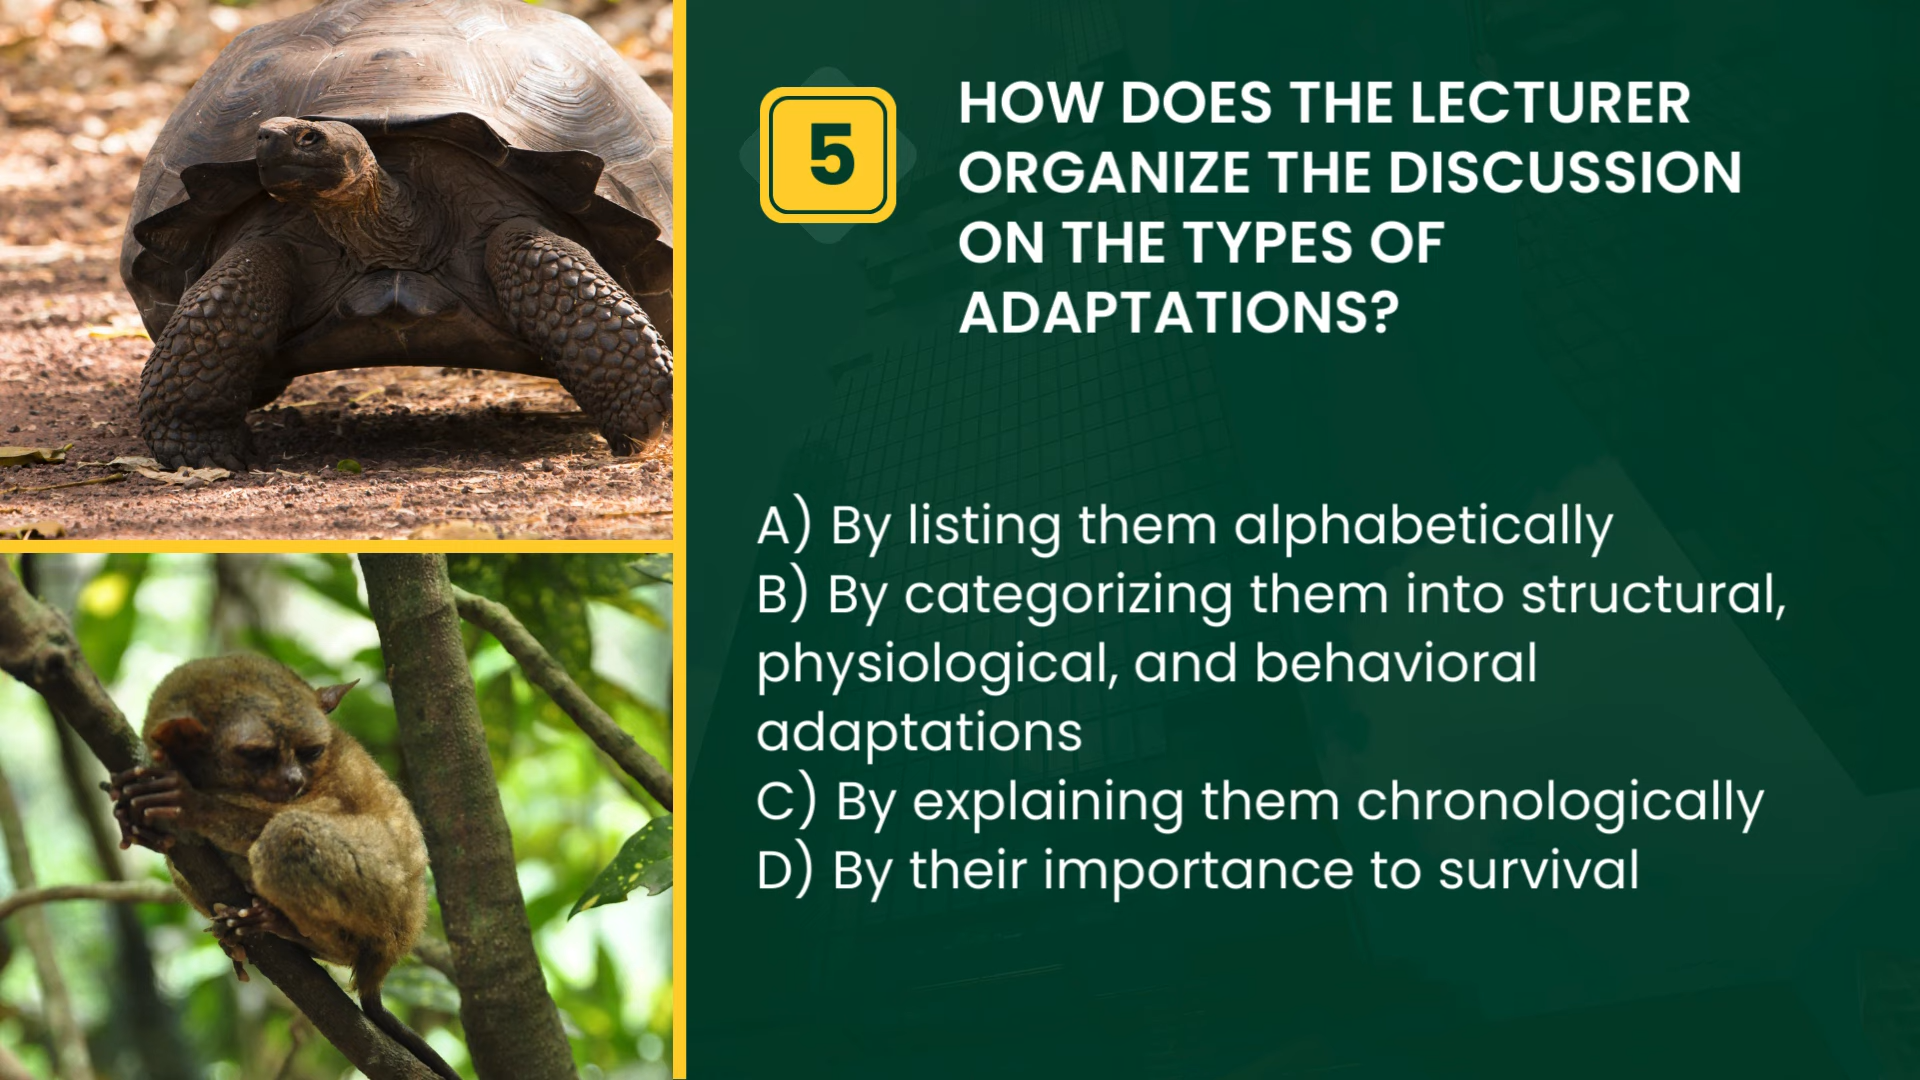 5
HOW DOES THE LECTURER
ORGANIZE THE DISCUSSION
ON THE TYPES OF
ADAPTATIONS?
A) By listing them alphabetically
B) By categorizing them into structural,
physiological, and behavioral
adaptations
C) By explaining them chronologically
D) By their importance to survival